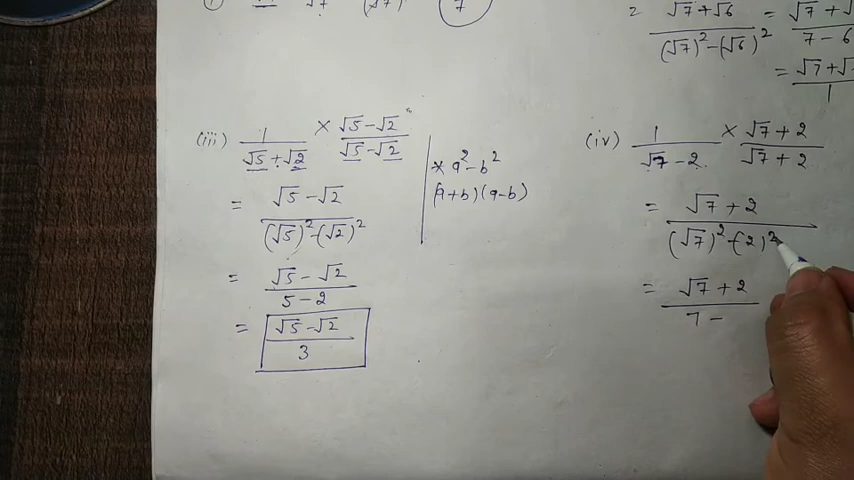 √7 (√7)² 7
= √7 + √6 / (√7)² - (√6)² = √7 + √ / 7 - 6
= √7 + √ / 1
(iii) 1 / √5 + √2 × √5 - √2 / √5 - √2
= √5 - √2 / (√5)² - (√2)²
= √5 - √2 / 5 - 2
= √5 - √2 / 3
* a² - b²
(a+b)(a-b)
(iv) 1 / √7 - 2 × √7 + 2 / √7 + 2
= √7 + 2 / (√7)² - (2)²
= √7 + 2 / 7 -